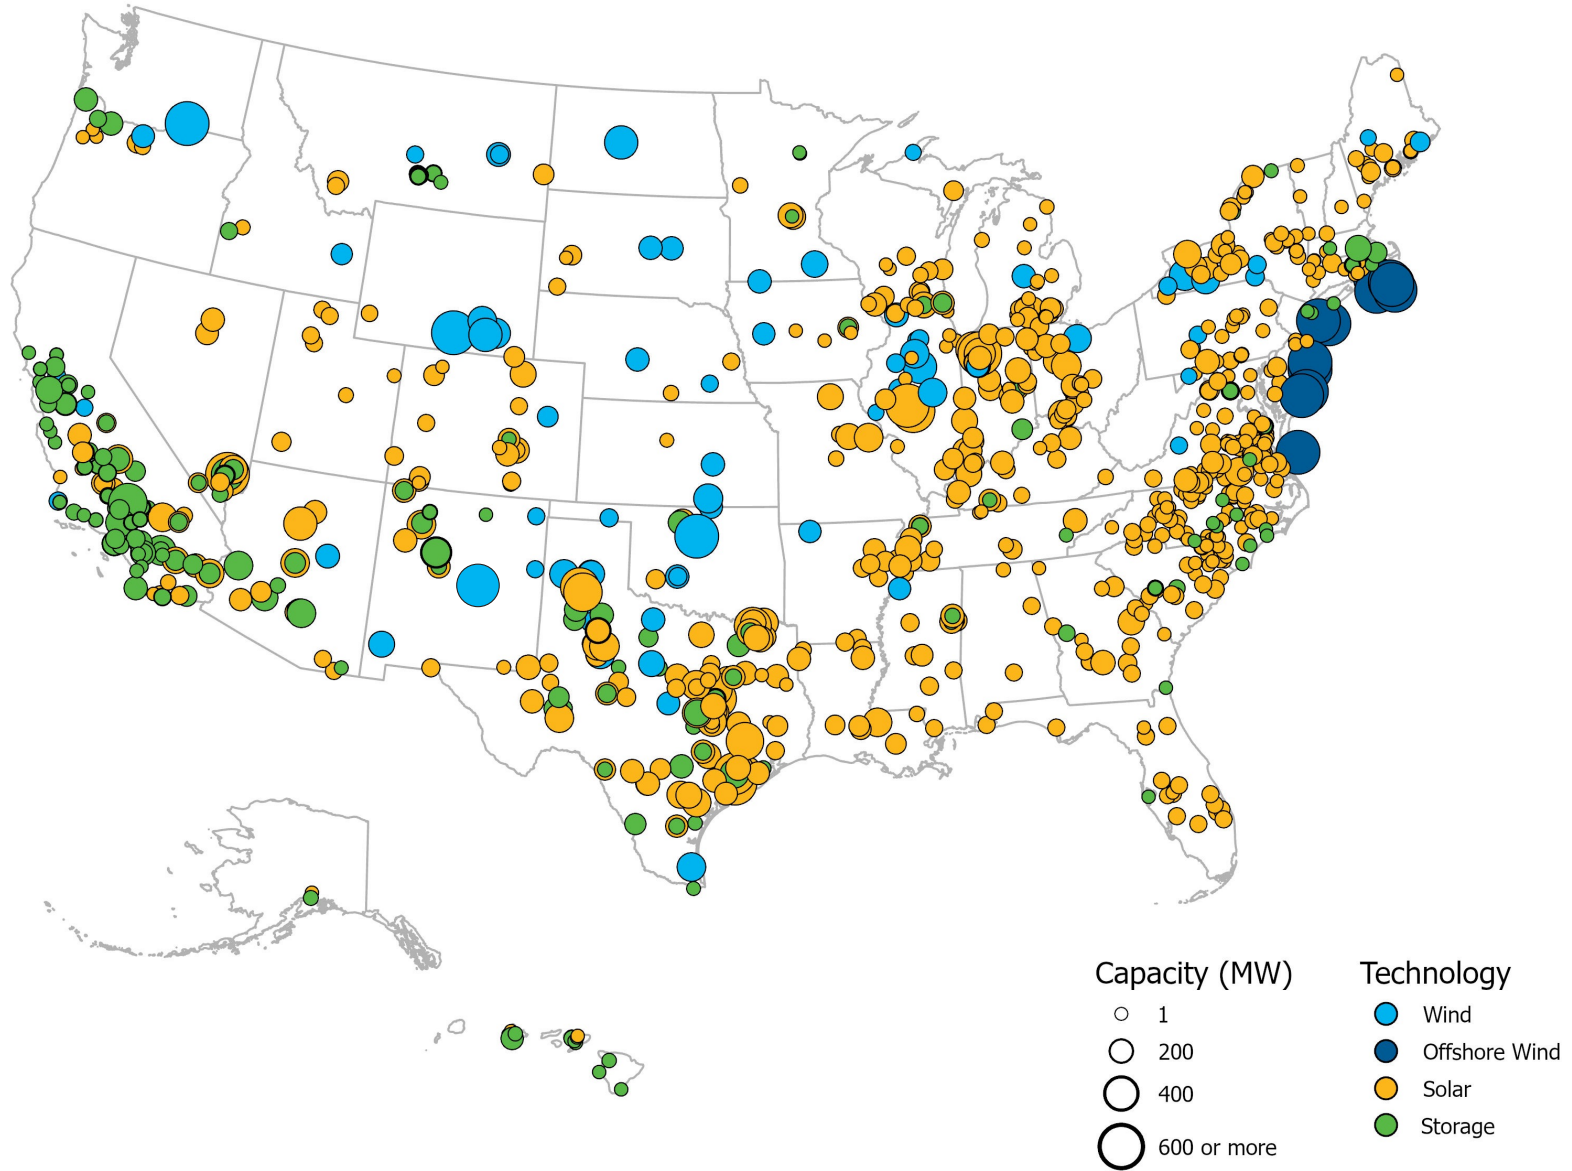 Capacity (MW)
1
200
400
600 or more
Technology
Wind
Offshore Wind
Solar
Storage